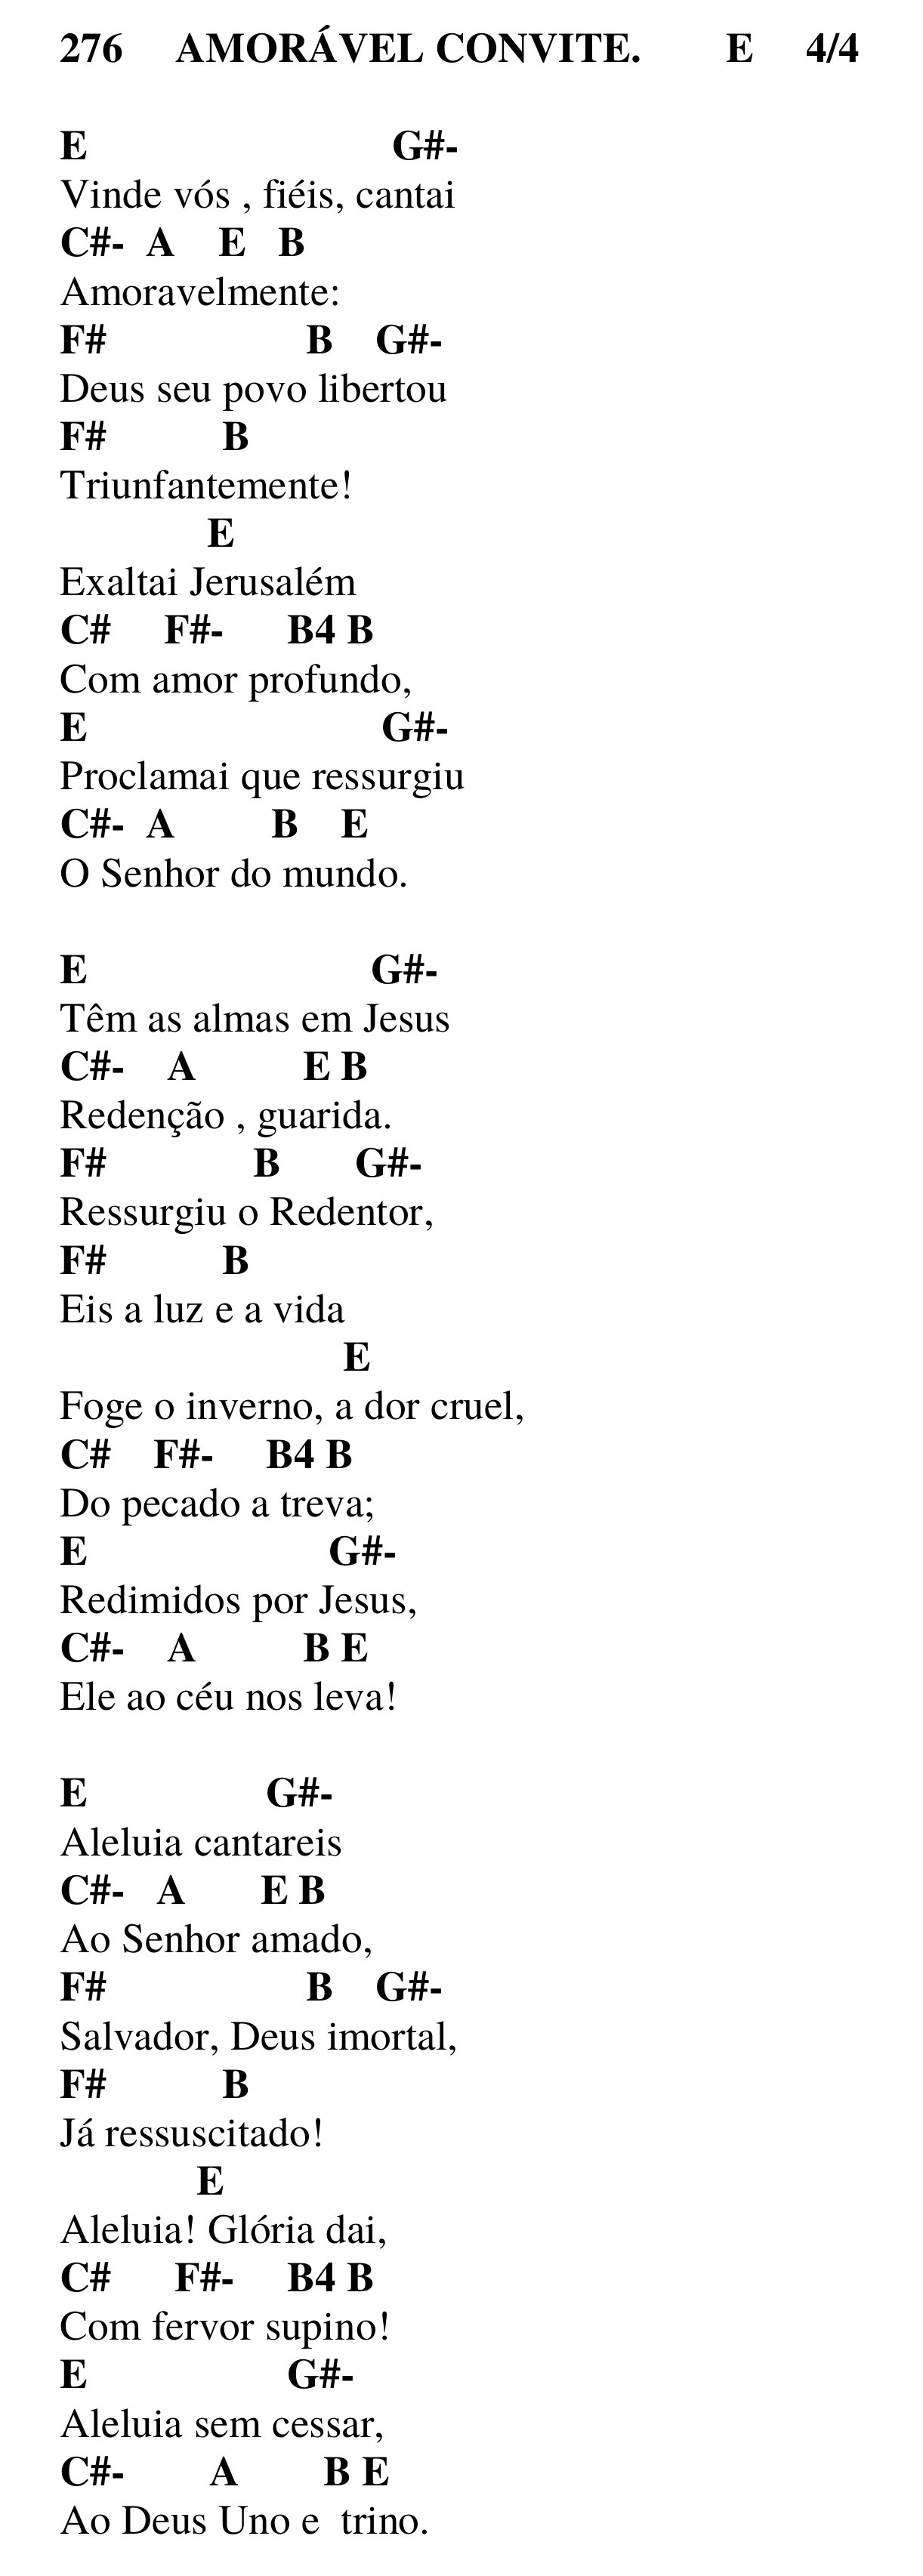 276 AMORÁVEL CONVITE. E 4/4
E G#-
Vinde vós , fiéis, cantai
C#- A E B
Amoravelmente:
F# B G#-
Deus seu povo libertou
F# B
Triunfantemente!
E
Exaltai Jerusalém
C# F#- B4 B
Com amor profundo,
E G#-
Proclamai que ressurgiu
C#- A B E
O Senhor do mundo.
E G#-
Têm as almas em Jesus
C#- A E B
Redenção , guarida.
F# B G#-
Ressurgiu o Redentor,
F# B
Eis a luz e a vida
E
Foge o inverno, a dor cruel,
C# F#- B4 B
Do pecado a treva;
E G#-
Redimidos por Jesus,
C#- A B E
Ele ao céu nos leva!
E G#-
Aleluia cantareis
C#- A E B
Ao Senhor amado,
F# B G#-
Salvador, Deus imortal,
F# B
Já ressuscitado!
E
Aleluia! Glória dai,
C# F#- B4 B
Com fervor supino!
E G#-
Aleluia sem cessar,
C#- A B E
Ao Deus Uno e  trino.